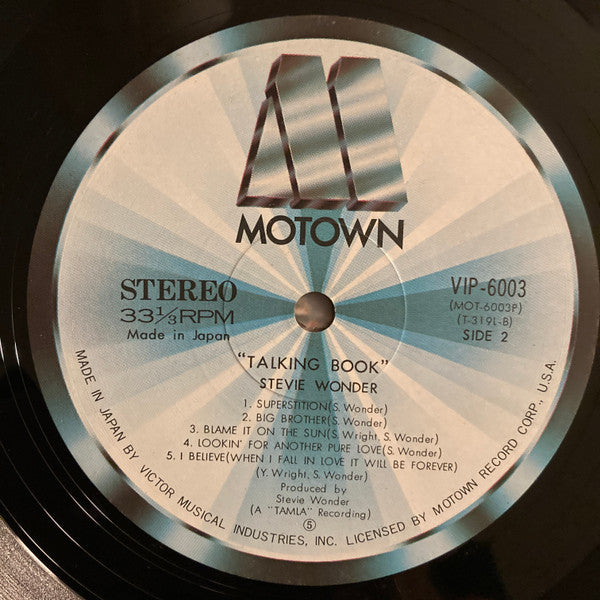 MOTOWN
STEREO
33⅓RPM
Made in Japan
VIP-6003
(MOT-6003P)
(T-319L-B)
SIDE 2
"TALKING BOOK"
STEVIE WONDER
1. SUPERSTITION(S. Wonder)
2. BIG BROTHER(S. Wonder)
3. BLAME IT ON THE SUN(S. Wright, S. Wonder)
4. LOOKIN' FOR ANOTHER PURE LOVE(S. Wonder)
5. I BELIEVE(WHEN I FALL IN LOVE IT WILL BE FOREVER)
(Y. Wright, S. Wonder)
Produced by
Stevie Wonder
(A "TAMLA" Recording)
⑤
MADE IN JAPAN BY VICTOR MUSICAL INDUSTRIES, INC. LICENSED BY MOTOWN RECORD CORP., U.S.A.